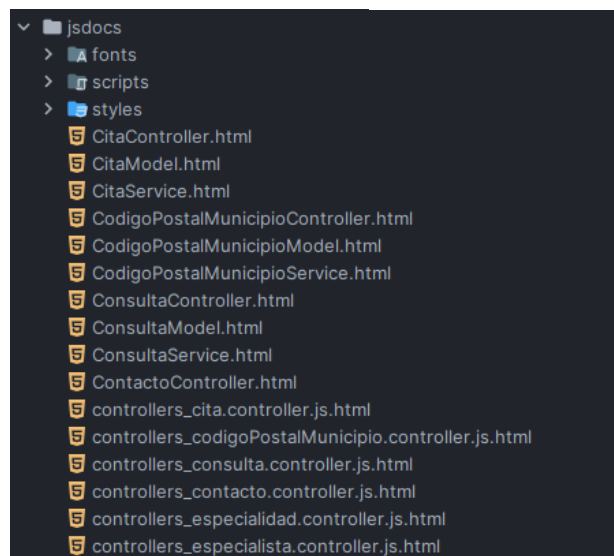 jsdocs
fonts
scripts
styles
CitaController.html
CitaModel.html
CitaService.html
CodigoPostalMunicipioController.html
CodigoPostalMunicipioModel.html
CodigoPostalMunicipioService.html
ConsultaController.html
ConsultaModel.html
ConsultaService.html
ContactoController.html
controllers_cita.controller.js.html
controllers_codigoPostalMunicipio.controller.js.html
controllers_consulta.controller.js.html
controllers_contacto.controller.js.html
controllers_especialidad.controller.js.html
controllers_especialista.controller.js.html